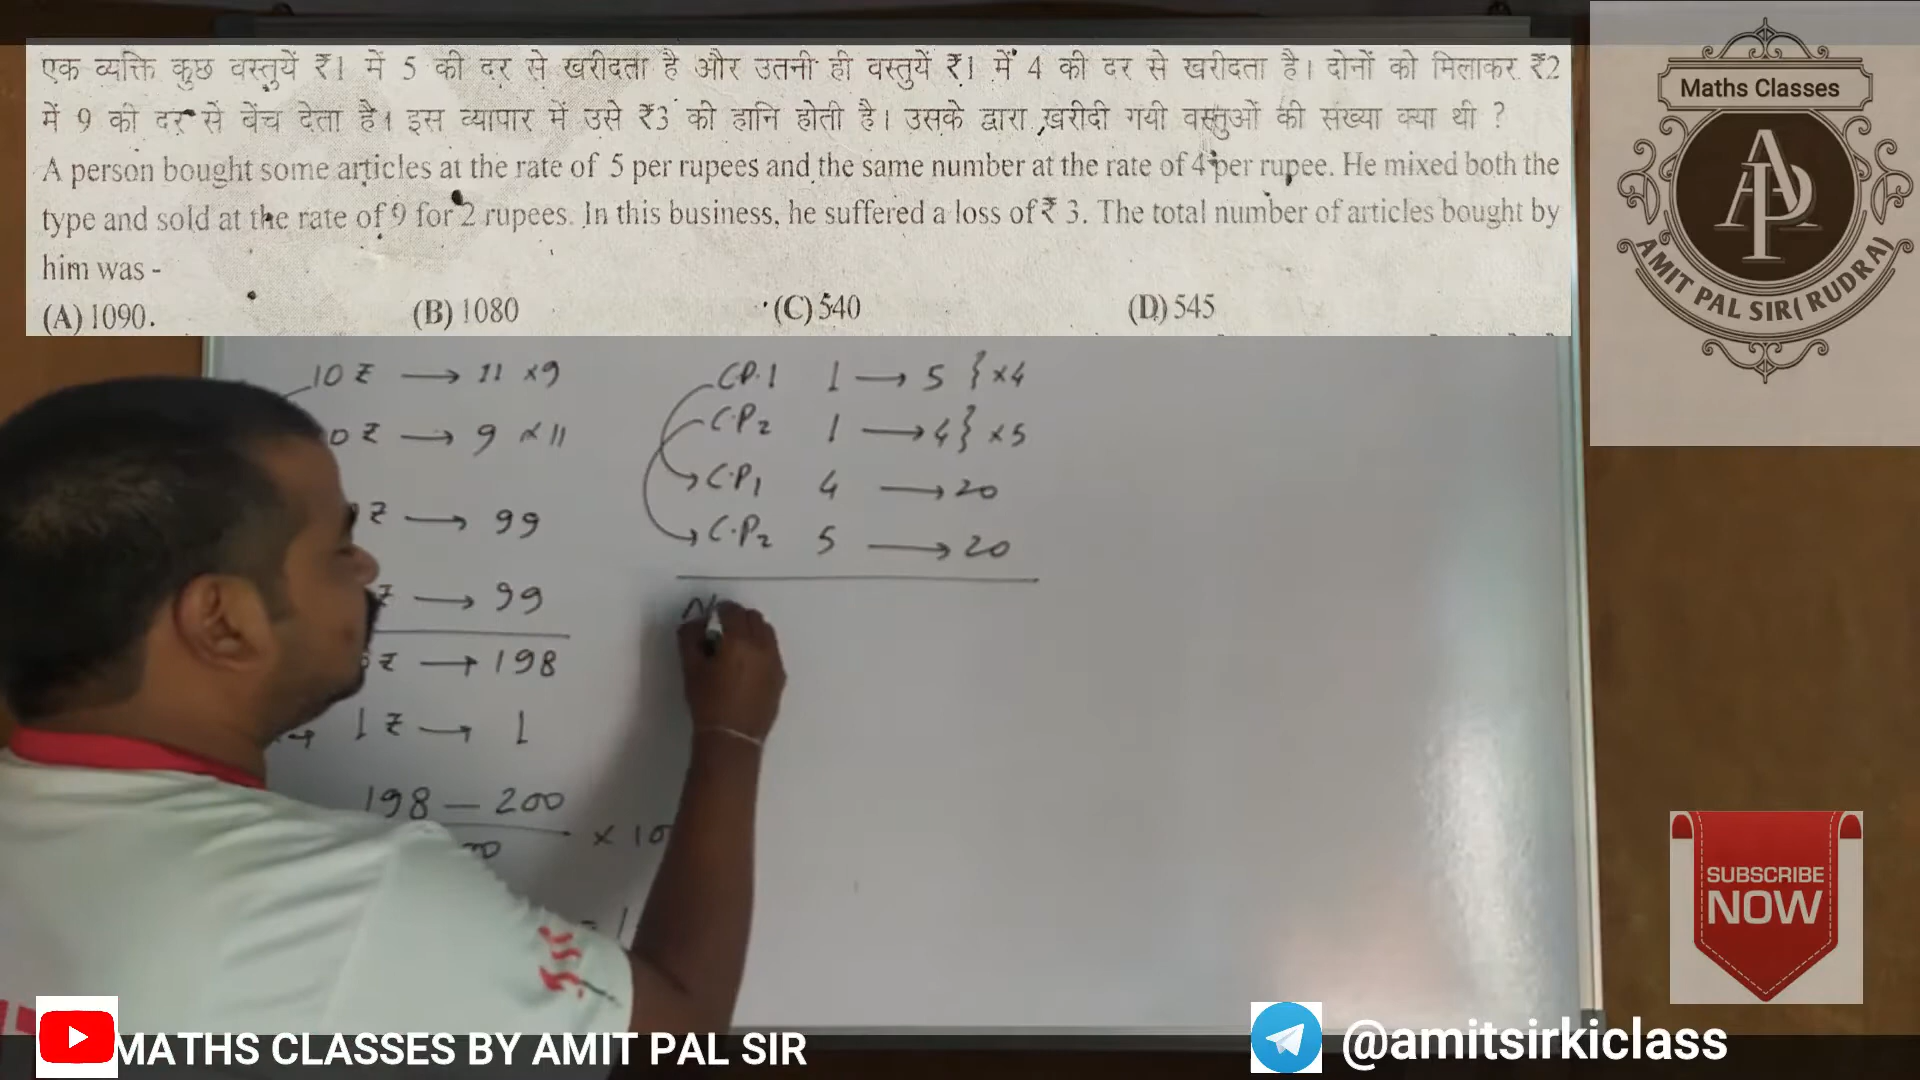 एक व्यक्ति कुछ वस्तुयें ₹1 में 5 की दर से खरीदता है और उतनी ही वस्तुयें ₹1 में 4 की दर से खरीदता है। दोनों को मिलाकर ₹2
में 9 की दर से बेंच देता है। इस व्यापार में उसे ₹3 की हानि होती है। उसके द्वारा खरीदी गयी वस्तुओं की संख्या क्या थी ?
A person bought some articles at the rate of 5 per rupees and the same number at the rate of 4 per rupee. He mixed both the
type and sold at the rate of 9 for 2 rupees. In this business, he suffered a loss of ₹ 3. The total number of articles bought by
him was -
(A) 1090. (B) 1080 (C) 540 (D) 545
Maths Classes
AP
AMIT PAL SIR( RUDRA)
10 ₹ → 11 ×9
0 ₹ → 9 ×11
₹ → 99
₹ → 99
₹ → 198
1 ₹ → 1
198 - 200
× 10
C.P.1 1 → 5 } ×4
C.P2 1 → 4 } ×5
C.P1 4 → 20
C.P2 5 → 20
SUBSCRIBE
NOW
MATHS CLASSES BY AMIT PAL SIR
@amitsirkiclass